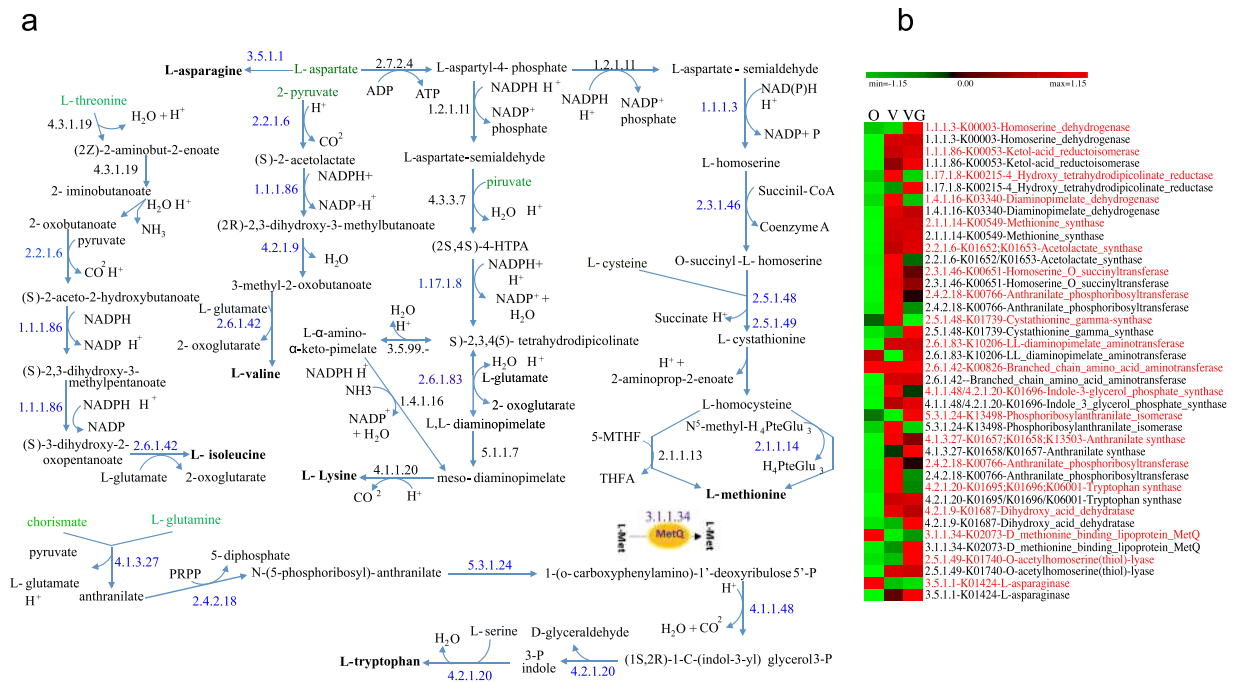 a
b
3.5.1.1
L-asparagine
L- aspartate
2.7.2.4
ADP
ATP
L-aspartyl-4- phosphate
1.2.1.11
NADPH
H+
NADP+
phosphate
L-aspartate - semialdehyde
L- threonine
4.3.1.19
H2O + H+
(2Z)-2-aminobut-2-enoate
4.3.1.19
2- iminobutanoate
H2O H+
NH3
2- oxobutanoate
pyruvate
2.2.1.6
CO2 H+
(S)-2-aceto-2-hydroxybutanoate
NADPH
1.1.1.86
NADP H+
(S)-2,3-dihydroxy-3-
methylpentanoate
NADPH H+
1.1.1.86
NADP
(S)-3-dihydroxy-2-
oxopentanoate
2.6.1.42
L- isoleucine
L-glutamate
2-oxoglutarate
2- pyruvate
H+
2.2.1.6
CO2
(S)-2-acetolactate
NADPH+
1.1.1.86
NADP+H+
(2R)-2,3-dihydroxy-3-methylbutanoate
4.2.1.9
H2O
3-methyl-2-oxobutanoate
L- glutamate
2.6.1.42
2- oxoglutarate
L-valine
NADPH H+
1.2.1.11
NADP+
phosphate
L-aspartate-semialdehyde
piruvate
4.3.3.7
H2O H+
(2S,4S)-4-HTPA
NADPH+
H+
1.17.1.8
NADP+ +
H2O
S)-2,3,4(5)- tetrahydrodipicolinate
H2O
H+
3.5.99.-
L-α-amino-
α-keto-pimelate
NADPH H+
NH3
1.4.1.16
NADP+
+ H2O
H2O H+
2.6.1.83
L-glutamate
2- oxoglutarate
L,L- diaminopimelate
5.1.1.7
meso- diaminopimelate
4.1.1.20
L- Lysine
CO2
H+
NAD(P)H
H+
1.1.1.3
NADP+ P
L-homoserine
Succinil-CoA
2.3.1.46
Coenzyme A
O-succinyl-L- homoserine
L- cysteine
2.5.1.48
Succinate H+
2.5.1.49
L-cystathionine
H+ +
2-aminoprop-2-enoate
L-homocysteine
5-MTHF
2.1.1.13
THFA
N5-methyl-H4PteGlu3
2.1.1.14
H4PteGlu3
L-methionine
3.1.1.34
L-Met
MetQ
L-Met
chorismate
L- glutamine
pyruvate
4.1.3.27
L- glutamate
H+
anthranilate
PRPP
5-diphosphate
2.4.2.18
N-(5-phosphoribosyl)-anthranilate
5.3.1.24
1-(o-carboxyphenylamino)-1'-deoxyribulose 5'-P
H+
4.1.1.48
H2O + CO2
(1S,2R)-1-C-(indol-3-yl) glycerol3-P
D-glyceraldehyde
3-P
indole
4.2.1.20
L- serine
H2O
4.2.1.20
L-tryptophan
min=-1.15 0.00 max=1.15
O V VG
1.1.1.3-K00003-Homoserine_dehydrogenase
1.1.1.3-K00003-Homoserine_dehydrogenase
1.1.1.86-K00053-Ketol-acid_reductoisomerase
1.1.1.86-K00053-Ketol-acid_reductoisomerase
1.17.1.8-K00215-4_Hydroxy_tetrahydrodipicolinate_reductase
1.17.1.8-K00215-4_Hydroxy_tetrahydrodipicolinate_reductase
1.4.1.16-K03340-Diaminopimelate_dehydrogenase
1.4.1.16-K03340-Diaminopimelate_dehydrogenase
2.1.1.14-K00549-Methionine_synthase
2.1.1.14-K00549-Methionine_synthase
2.2.1.6-K01652;K01653-Acetolactate_synthase
2.2.1.6-K01652/K01653-Acetolactate_synthase
2.3.1.46-K00651-Homoserine_O_succinyltransferase
2.3.1.46-K00651-Homoserine_O_succinyltransferase
2.4.2.18-K00766-Anthranilate_phosphoribosyltransferase
2.4.2.18-K00766-Anthranilate_phosphoribosyltransferase
2.5.1.48-K01739-Cystathionine_gamma-synthase
2.5.1.48-K01739-Cystathionine_gamma_synthase
2.6.1.83-K10206-LL-diaminopimelate_aminotransferase
2.6.1.83-K10206-LL_diaminopimelate_aminotransferase
2.6.1.42-K00826-Branched_chain_amino_acid_aminotransferase
2.6.1.42--Branched_chain_amino_acid_aminotransferase
4.1.1.48/4.2.1.20-K01696-Indole-3-glycerol_phosphate_synthase
4.1.1.48/4.2.1.20-K01696-Indole_3_glycerol_phosphate_synthase
5.3.1.24-K13498-Phosphoribosylanthranilate_isomerase
5.3.1.24-K13498-Phosphoribosylanthranilate_isomerase
4.1.3.27-K01657;K01658;K13503-Anthranilate synthase
4.1.3.27-K01658/K01657-Anthranilate synthase
2.4.2.18-K00766-Anthranilate_phosphoribosyltransferase
2.4.2.18-K00766-Anthranilate_phosphoribosyltransferase
4.2.1.20-K01695;K01696;K06001-Tryptophan synthase
4.2.1.20-K01695/K01696/K06001-Tryptophan synthase
4.2.1.9-K01687-Dihydroxy_acid_dehydratase
4.2.1.9-K01687-Dihydroxy_acid_dehydratase
3.1.1.34-K02073-D_methionine_binding_lipoprotein_MetQ
3.1.1.34-K02073-D_methionine_binding_lipoprotein_MetQ
2.5.1.49-K01740-O-acetylhomoserine(thiol)-lyase
2.5.1.49-K01740-O-acetylhomoserine(thiol)-lyase
3.5.1.1-K01424-L-asparaginase
3.5.1.1-K01424-L-asparaginase